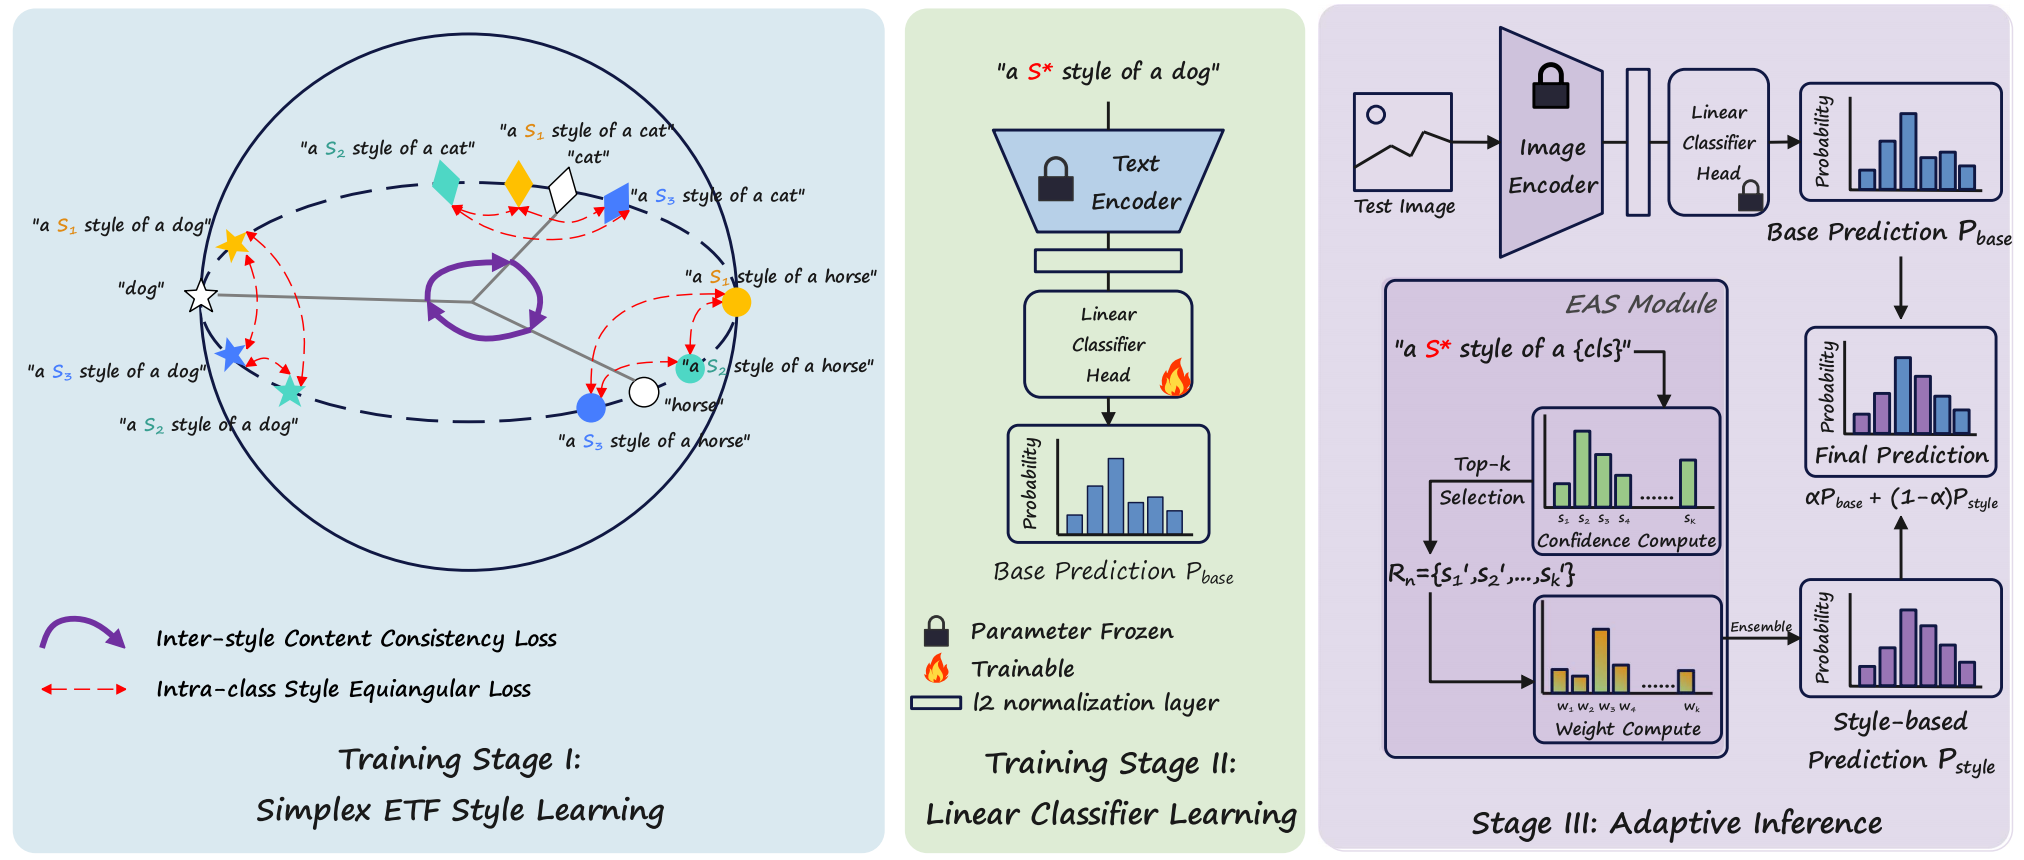 "a S₁ style of a cat"
"a S₂ style of a cat"
"cat"
"a S₃ style of a cat"
"a S₁ style of a dog"
"dog"
"a S₃ style of a dog"
"a S₂ style of a dog"
"a S₁ style of a horse"
"a S₂ style of a horse"
"horse"
"a S₃ style of a horse"
Inter-style Content Consistency Loss
Intra-class Style Equiangular Loss
Training Stage I:
Simplex ETF Style Learning
"a S* style of a dog"
Text
Encoder
Linear
Classifier
Head
Probability
Base Prediction P_base
Parameter Frozen
Trainable
l2 normalization layer
Training Stage II:
Linear Classifier Learning
Test Image
Image
Encoder
Linear
Classifier
Head
Probability
Base Prediction P_base
EAS Module
"a S* style of a {cls}"
Top-k
Selection
......
s₁ s₂ s₃ s₄ sₖ
Confidence Compute
Rₙ={s₁',s₂',...,sₖ'}
......
w₁ w₂ w₃ w₄ wₖ
Weight Compute
Ensemble
Probability
Final Prediction
αP_base + (1-α)P_style
Probability
Style-based
Prediction P_style
Stage III: Adaptive Inference